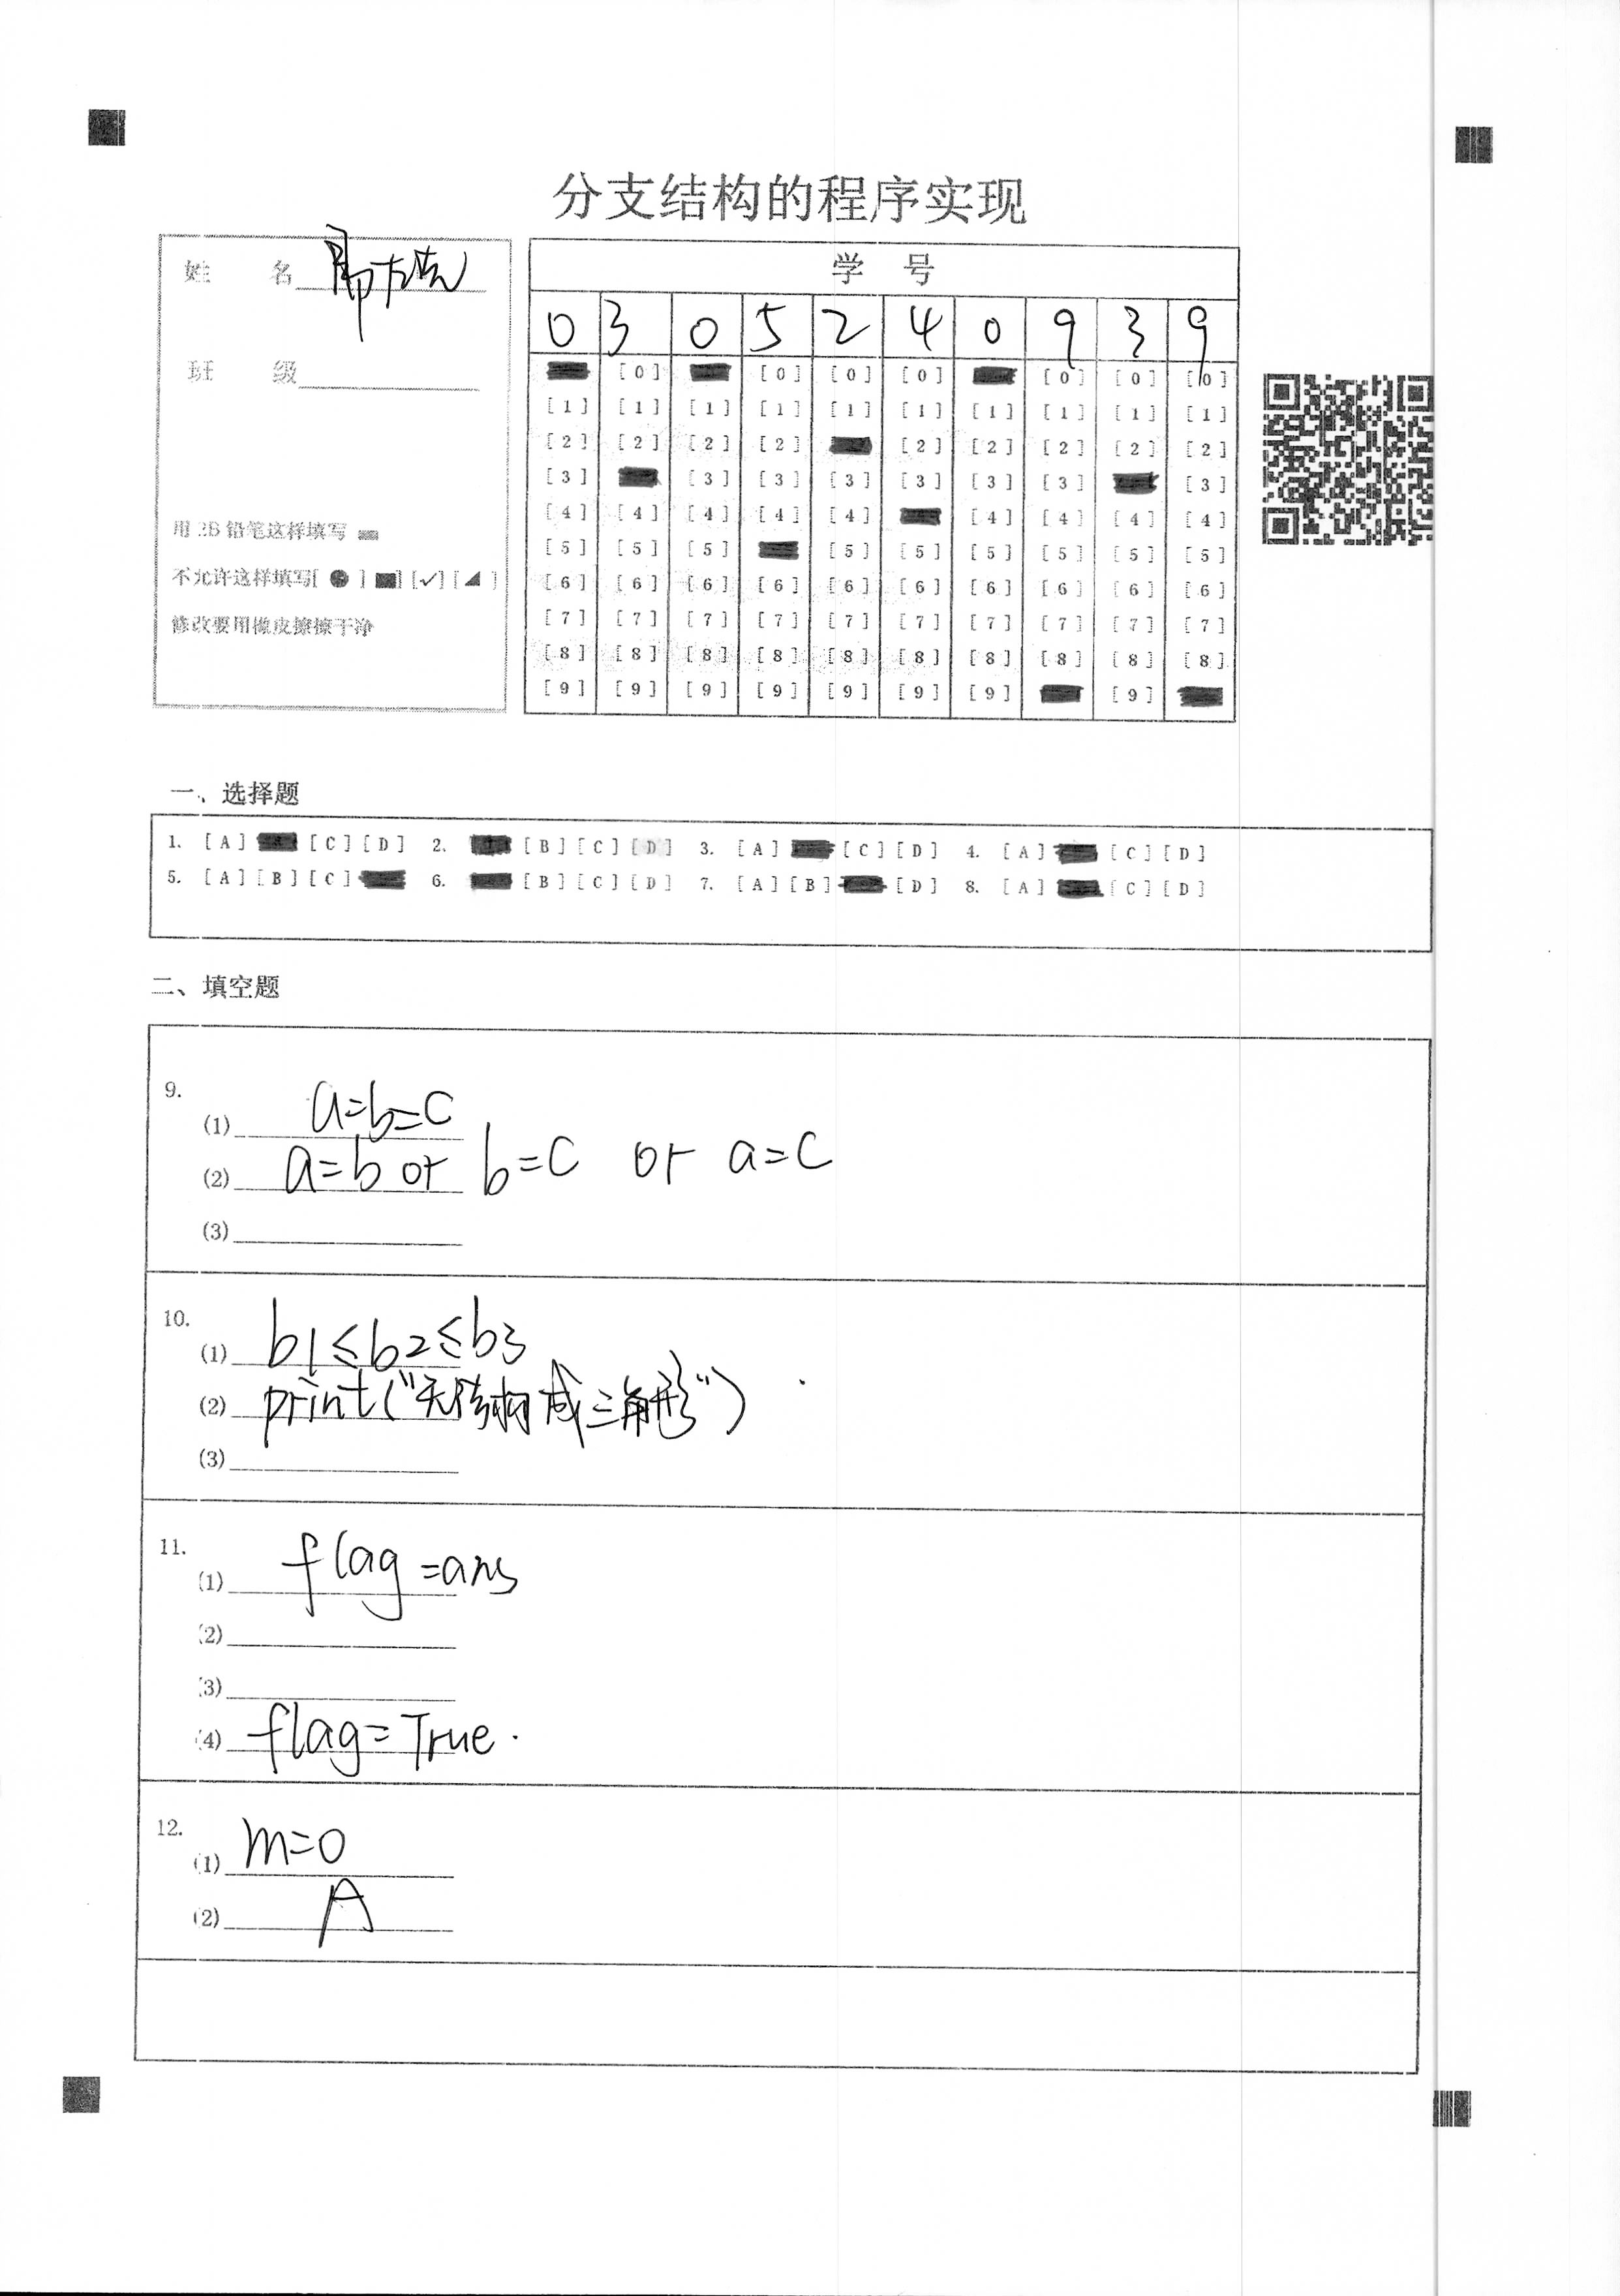 分支结构的程序实现
姓 名
班 级
用 2B 铅笔这样填写
不允许这样填写[ ● ] ■] [✓] [◢ ]
修改要用橡皮擦擦干净
学 号
0 3 0 5 2 4 0 9 3 9
[0] [0] [0] [0] [0] [0] [0]
[1] [1] [1] [1] [1] [1] [1] [1] [1] [1]
[2] [2] [2] [2] [2] [2] [2] [2] [2]
[3] [3] [3] [3] [3] [3] [3] [3]
[4] [4] [4] [4] [4] [4] [4] [4] [4]
[5] [5] [5] [5] [5] [5] [5] [5] [5]
[6] [6] [6] [6] [6] [6] [6] [6] [6] [6]
[7] [7] [7] [7] [7] [7] [7] [7] [7] [7]
[8] [8] [8] [8] [8] [8] [8] [8] [8] [8]
[9] [9] [9] [9] [9] [9] [9] [9]
一、选择题
1. [A] [C] [D] 2. [B] [C] [D] 3. [A] [C] [D] 4. [A] [C] [D]
5. [A] [B] [C] 6. [B] [C] [D] 7. [A] [B] [D] 8. [A] [C] [D]
二、填空题
9.
(1) a=b=c
(2) a=b or b=c or a=c
(3)
10.
(1) b1≤b2≤b3
(2) print("无法构成三角形")
(3)
11.
(1) flag=ans
(2)
(3)
(4) flag=True.
12.
(1) m=0
(2) A